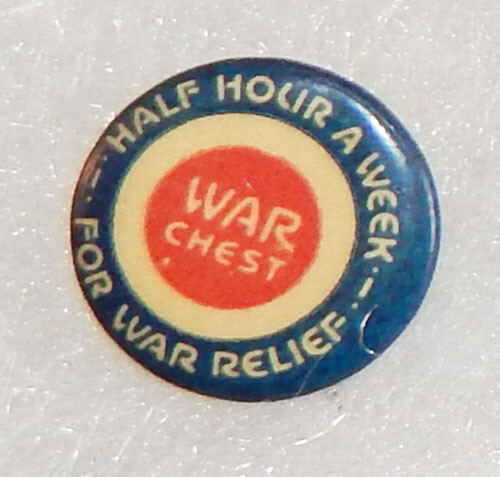 HALF HOUR A WEEK
FOR WAR RELIEF
WAR
CHEST